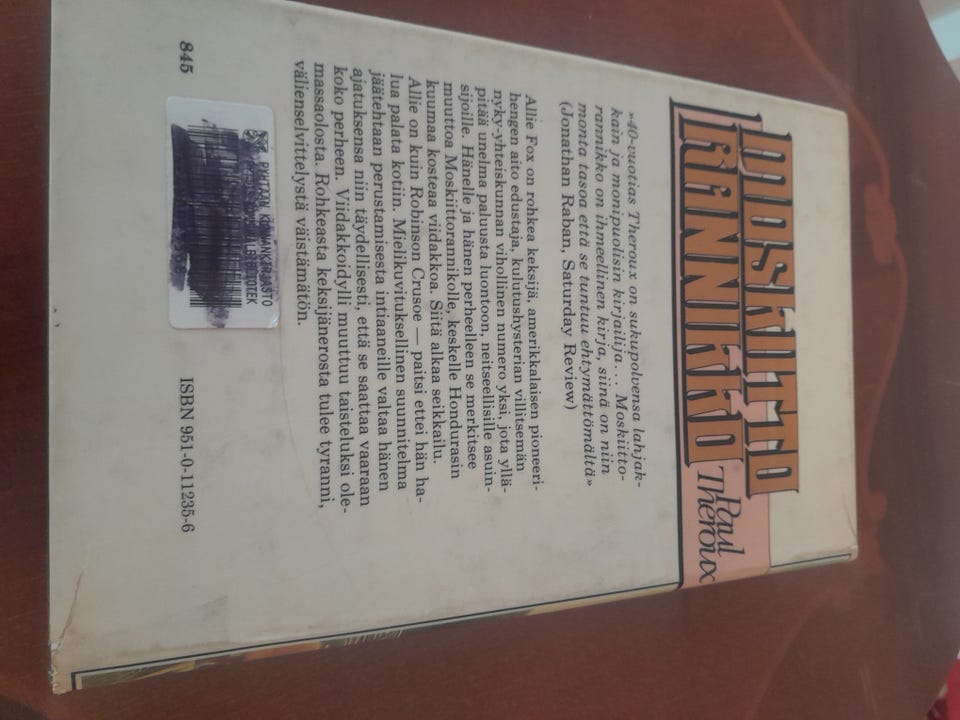 MOSKIITTO
RANNIKKO
Paul
Theroux
»40-vuotias Theroux on sukupolvensa lahjak-
kain ja monipuolisin kirjailija... Moskiitto-
rannikko on ihmeellinen kirja, siinä on niin
monta tasoa että se tuntuu ehtymättömältä»
(Jonathan Raban, Saturday Review)
Allie Fox on rohkea keksijä, amerikkalaisen pioneeri-
hengen aito edustaja, kulutushysterian villitsemän
nyky-yhteiskunnan vihollinen numero yksi, jota yllä-
pitää unelma paluusta luontoon, neitseellisille asuin-
sijoille. Hänelle ja hänen perheelleen se merkitsee
muuttoa Moskiittorannikolle, keskelle Hondurasin
kuumaa kosteaa viidakkoa. Siitä alkaa seikkailu.
Allie on kuin Robinson Crusoe — paitsi ettei hän ha-
lua palata kotiin. Mielikuvituksellinen suunnitelma
jäätehtaan perustamisesta intiaaneille valtaa hänen
ajatuksensa niin täydellisesti, että se saattaa vaaraan
koko perheen. Viidakkoidylli muuttuu taisteluksi ole-
massaolosta. Rohkeasta keksijänerosta tulee tyranni,
välienselvittelystä väistämätön.
845
ISBN 951-0-11235-6